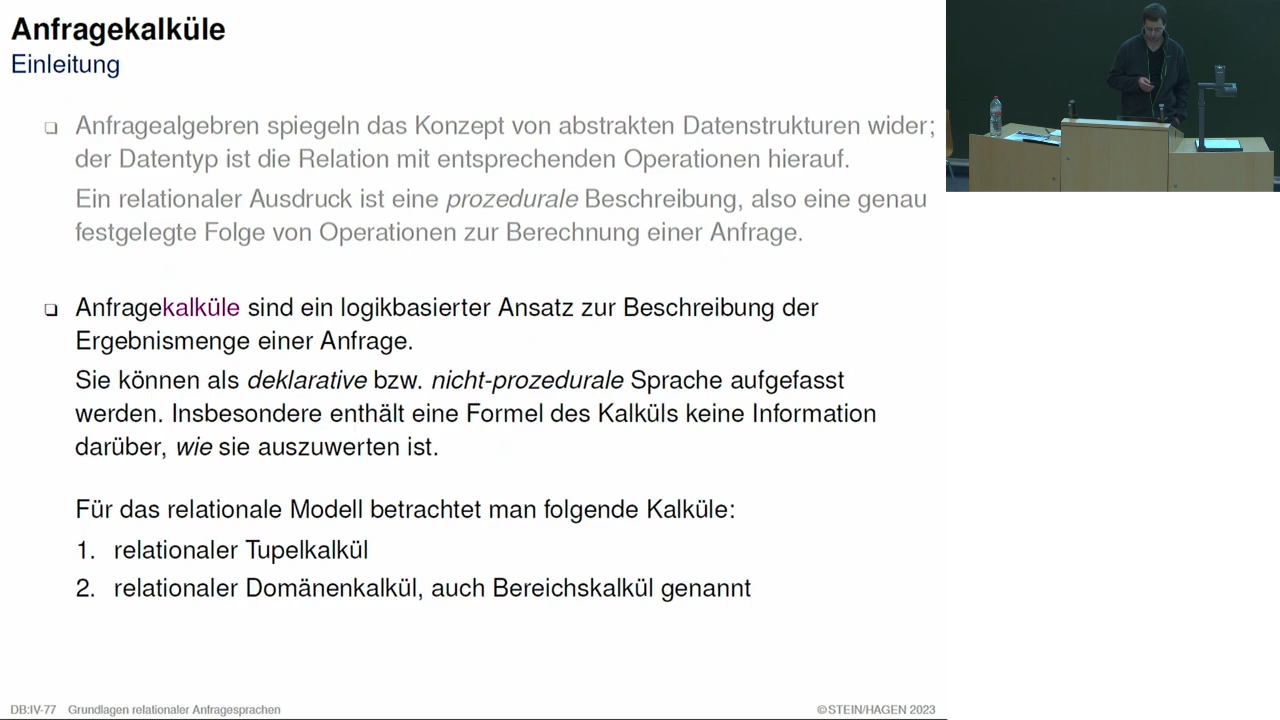 Anfragekalküle
Einleitung
❑ Anfragealgebren spiegeln das Konzept von abstrakten Datenstrukturen wider;
der Datentyp ist die Relation mit entsprechenden Operationen hierauf.
Ein relationaler Ausdruck ist eine prozedurale Beschreibung, also eine genau
festgelegte Folge von Operationen zur Berechnung einer Anfrage.
❑ Anfragekalküle sind ein logikbasierter Ansatz zur Beschreibung der
Ergebnismenge einer Anfrage.
Sie können als deklarative bzw. nicht-prozedurale Sprache aufgefasst
werden. Insbesondere enthält eine Formel des Kalküls keine Information
darüber, wie sie auszuwerten ist.
Für das relationale Modell betrachtet man folgende Kalküle:
1. relationaler Tupelkalkül
2. relationaler Domänenkalkül, auch Bereichskalkül genannt
DB:IV-77 Grundlagen relationaler Anfragesprachen ©STEIN/HAGEN 2023